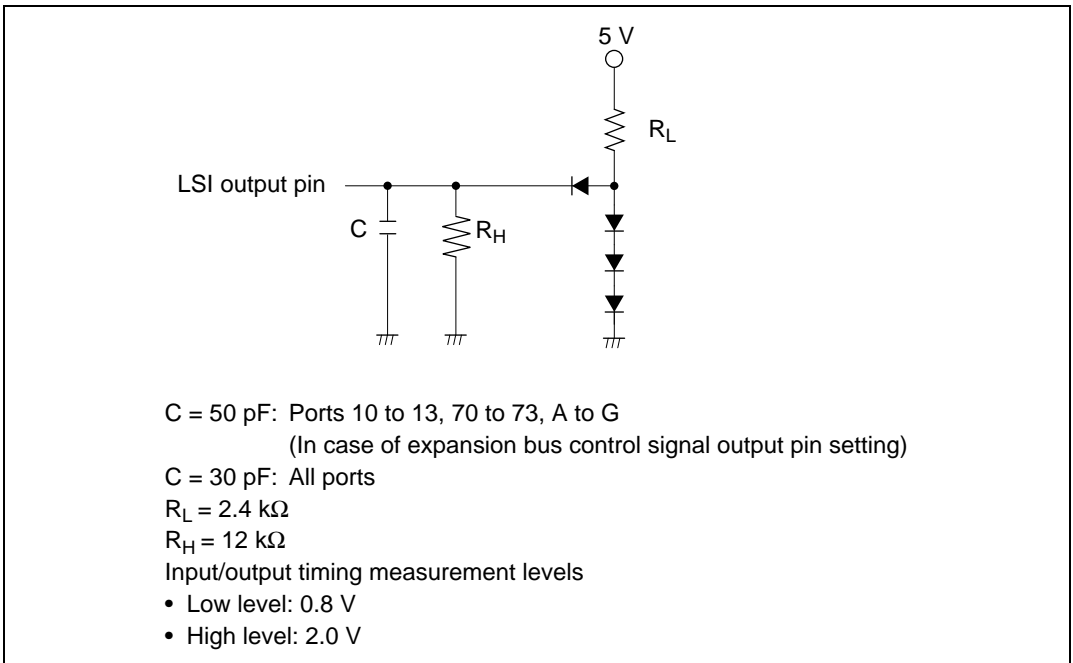 5 V
R_L
LSI output pin
C
R_H
C = 50 pF: Ports 10 to 13, 70 to 73, A to G
(In case of expansion bus control signal output pin setting)
C = 30 pF: All ports
R_L = 2.4 kΩ
R_H = 12 kΩ
Input/output timing measurement levels
• Low level: 0.8 V
• High level: 2.0 V